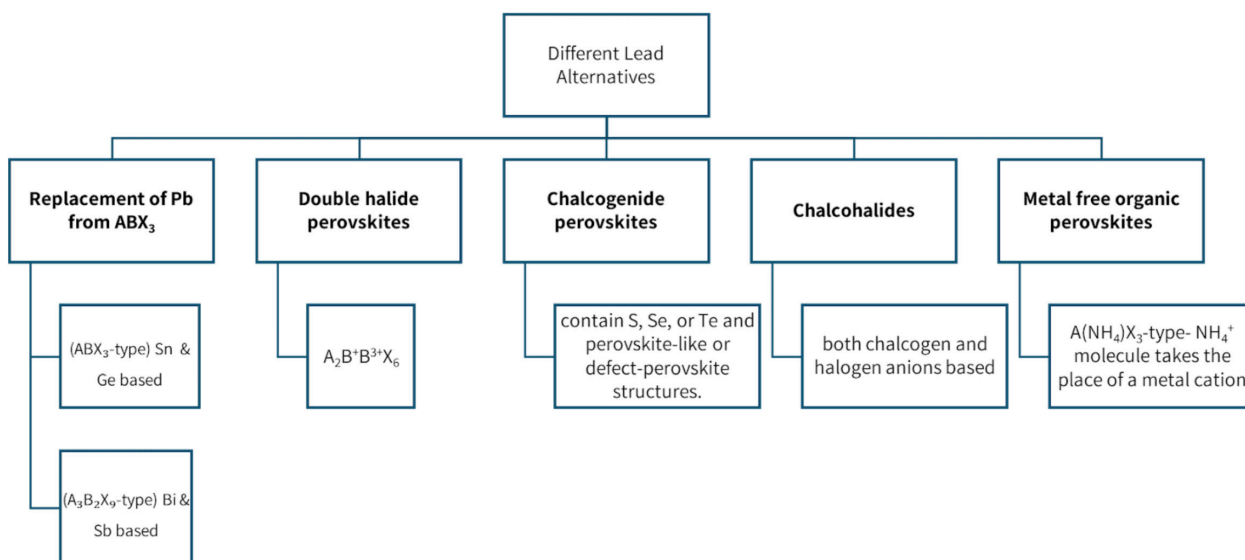 Different Lead
Alternatives
Replacement of Pb
from ABX₃
Double halide
perovskites
Chalcogenide
perovskites
Chalcohalides
Metal free organic
perovskites
(ABX₃-type) Sn &
Ge based
A₂B⁺B³⁺X₆
contain S, Se, or Te and
perovskite-like or
defect-perovskite
structures.
both chalcogen and
halogen anions based
A(NH₄)X₃-type- NH₄⁺
molecule takes the
place of a metal cation
(A₃B₂X₉-type) Bi &
Sb based